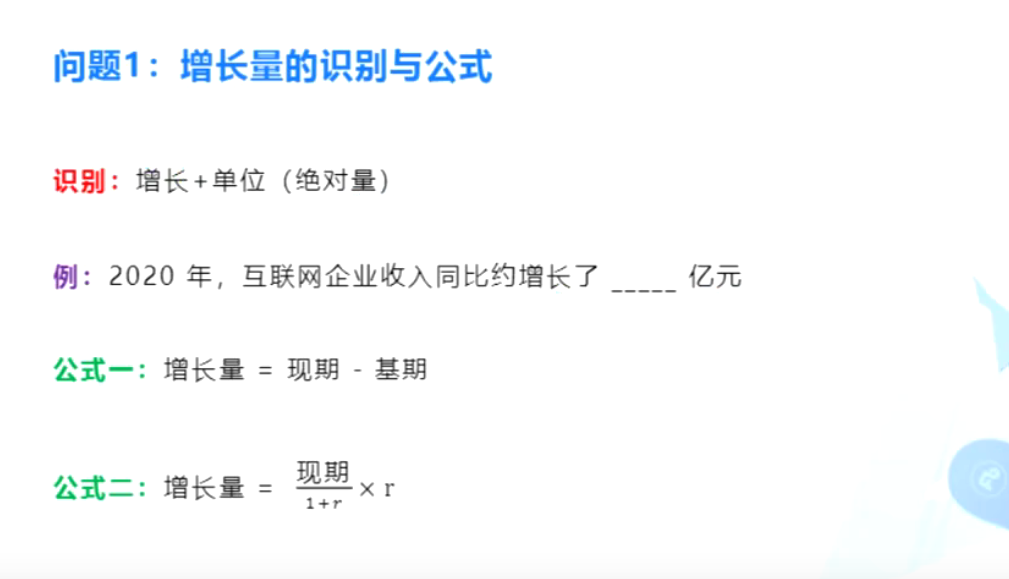 问题1：增长量的识别与公式
识别：增长+单位（绝对量）
例：2020 年，互联网企业收入同比约增长了 _____ 亿元
公式一：增长量 = 现期 - 基期
公式二：增长量 = 现期/1+r × r